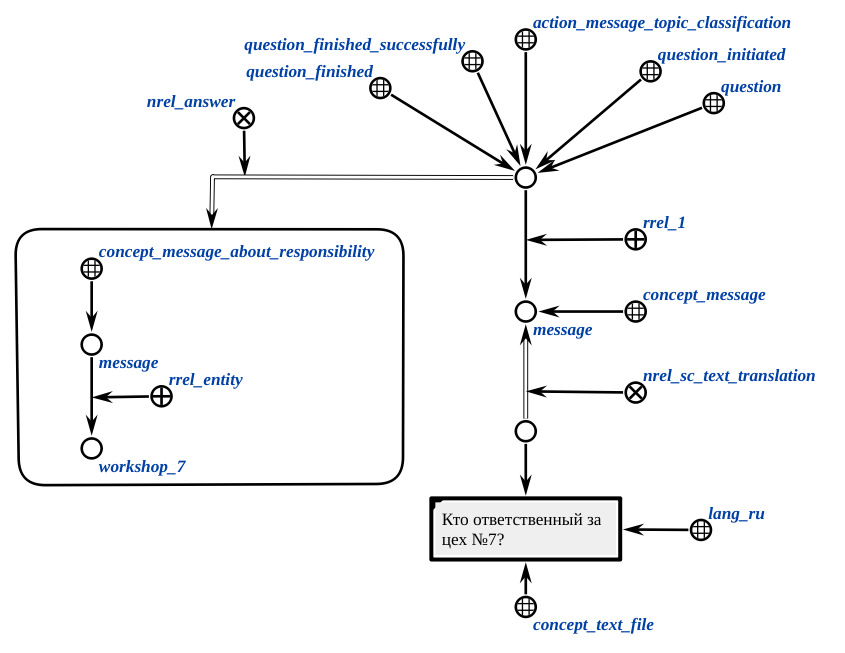 action_message_topic_classification
question_finished_successfully
question_initiated
question_finished
question
nrel_answer
rrel_1
concept_message_about_responsibility
concept_message
message
message
rrel_entity
nrel_sc_text_translation
workshop_7
Кто ответственный за
цех №7?
lang_ru
concept_text_file